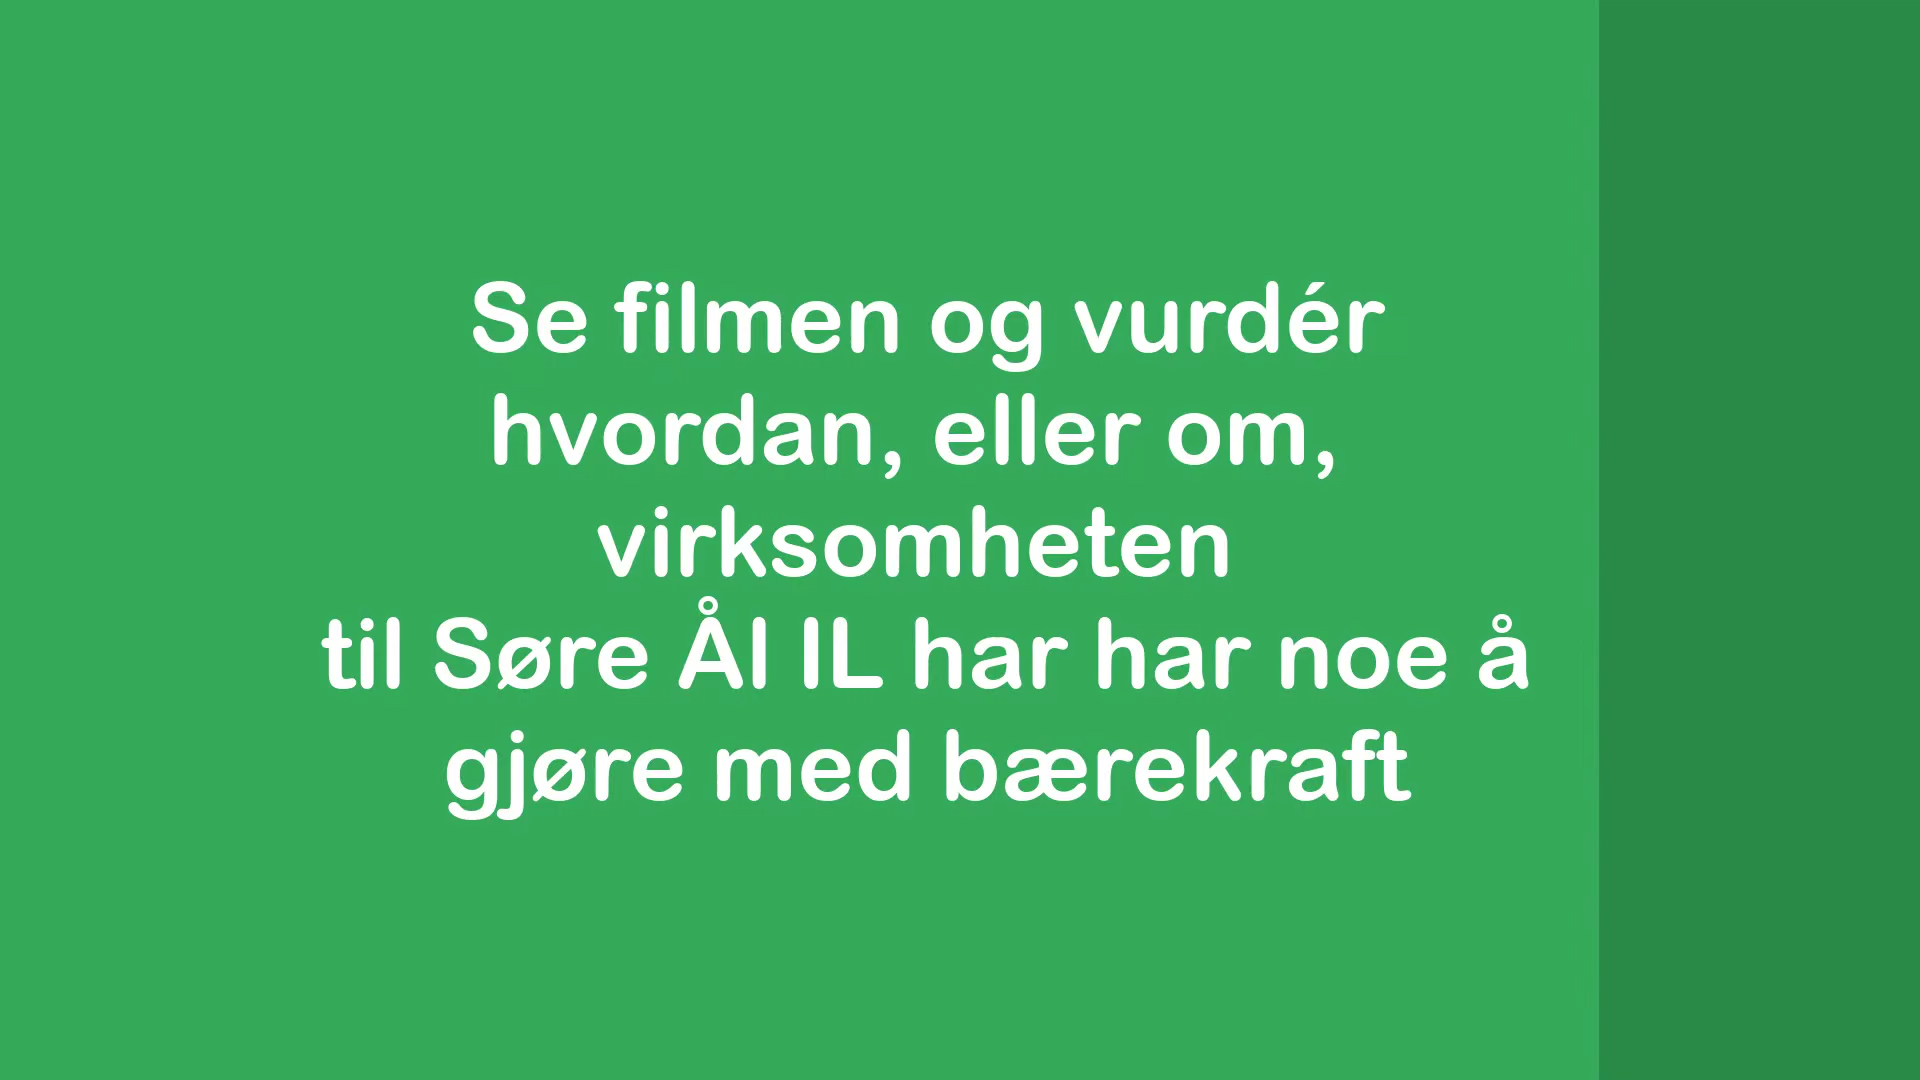 Se filmen og vurdér
hvordan, eller om,
virksomheten
til Søre Ål IL har har noe å
gjøre med bærekraft